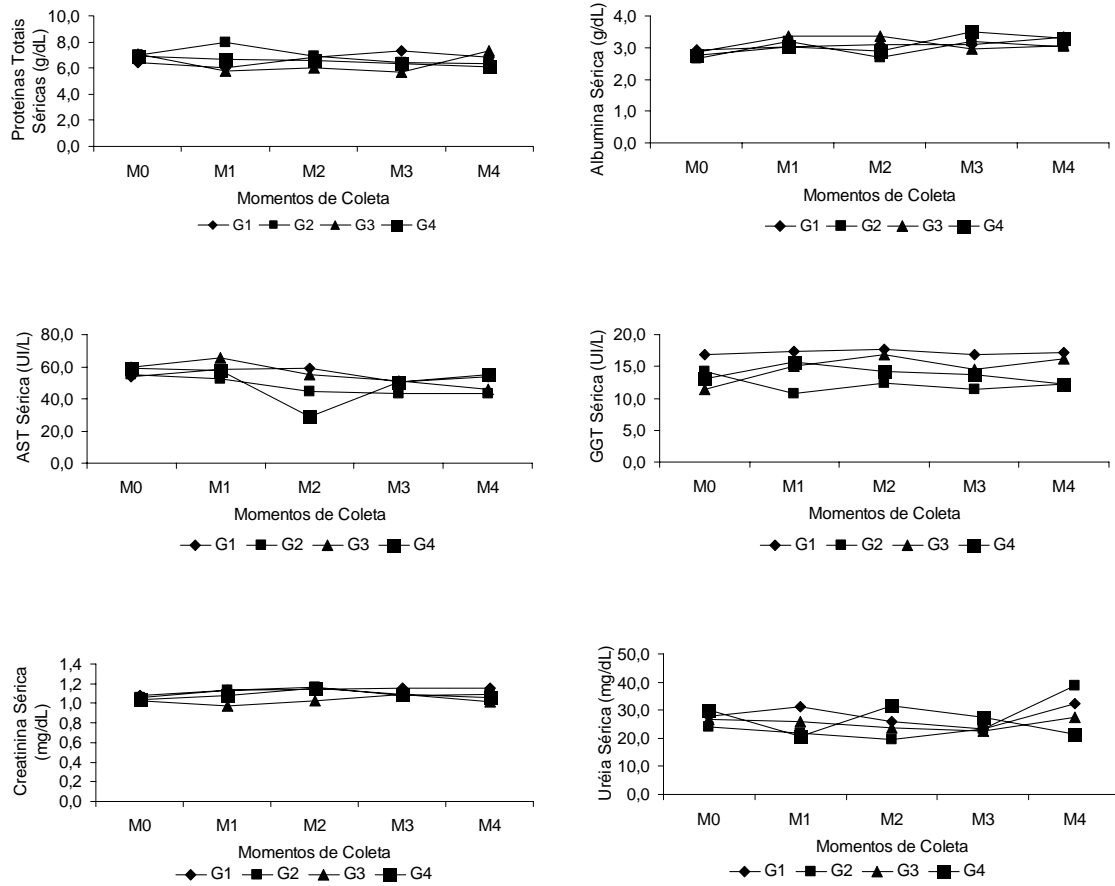 Proteínas Totais
Séricas (g/dL)
10,0
8,0
6,0
4,0
2,0
0,0
M0 M1 M2 M3 M4
Momentos de Coleta
G1 G2 G3 G4
Albumina Sérica (g/dL)
4,0
3,0
2,0
1,0
0,0
M0 M1 M2 M3 M4
Momentos de Coleta
G1 G2 G3 G4
AST Sérica (UI/L)
80,0
60,0
40,0
20,0
0,0
M0 M1 M2 M3 M4
Momentos de Coleta
G1 G2 G3 G4
GGT Sérica (UI/L)
20,0
15,0
10,0
5,0
0,0
M0 M1 M2 M3 M4
Momentos de Coleta
G1 G2 G3 G4
Creatinina Sérica
(mg/dL)
1,4
1,2
1,0
0,8
0,6
0,4
0,2
0,0
M0 M1 M2 M3 M4
Momentos de Coleta
G1 G2 G3 G4
Uréia Sérica (mg/dL)
50,0
40,0
30,0
20,0
10,0
0,0
M0 M1 M2 M3 M4
Momentos de Coleta
G1 G2 G3 G4